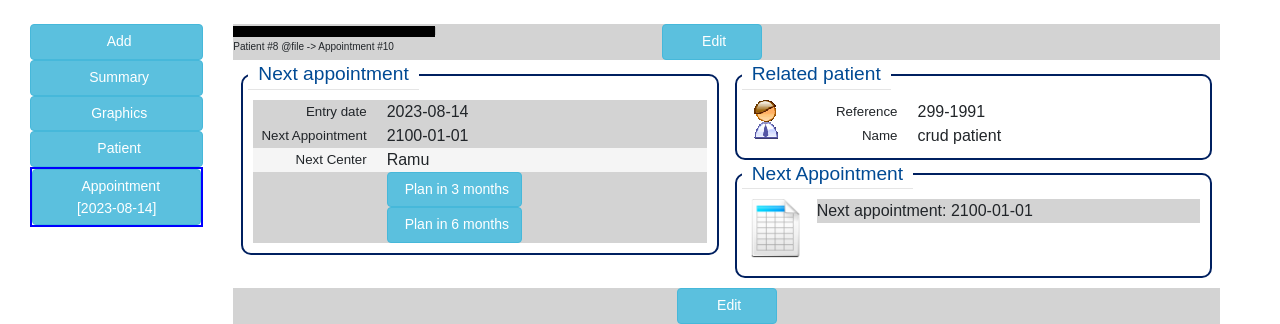 Add
Summary
Graphics
Patient
Appointment
[2023-08-14]
Patient #8 @file -> Appointment #10
Edit
Next appointment
Entry date 2023-08-14
Next Appointment 2100-01-01
Next Center Ramu
Plan in 3 months
Plan in 6 months
Related patient
Reference 299-1991
Name crud patient
Next Appointment
Next appointment: 2100-01-01
Edit